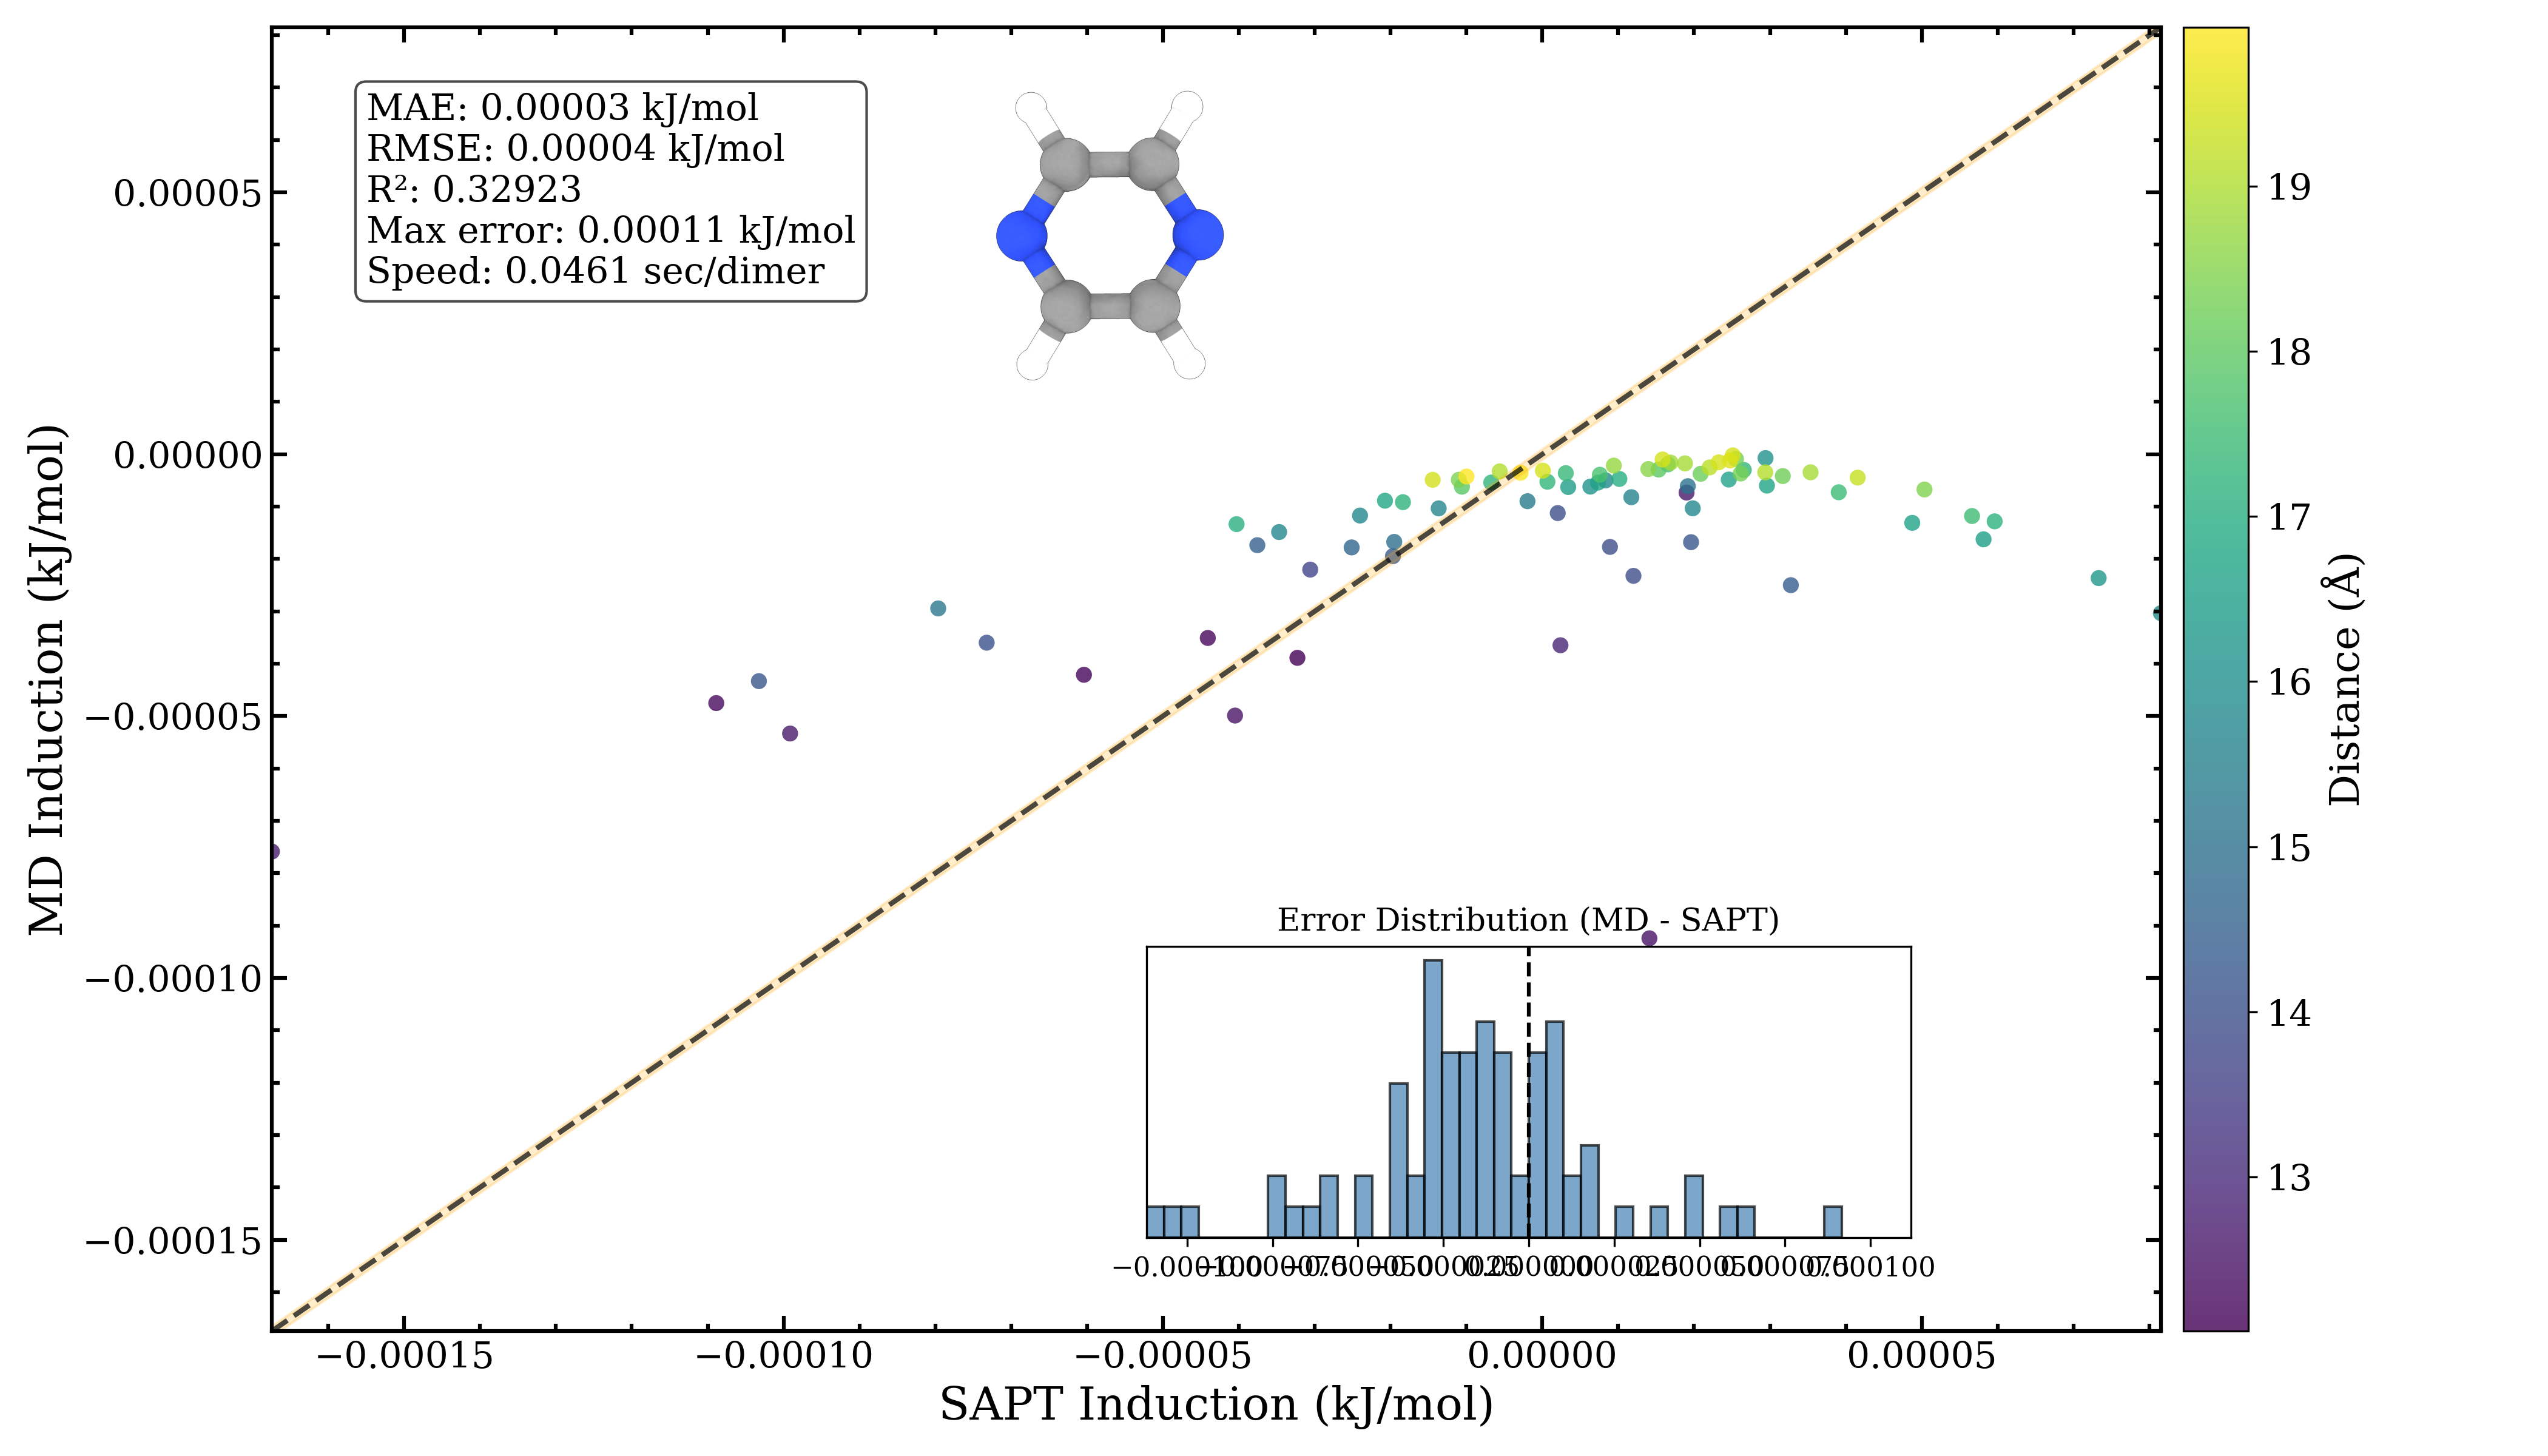 MAE: 0.00003 kJ/mol
RMSE: 0.00004 kJ/mol
R²: 0.32923
Max error: 0.00011 kJ/mol
Speed: 0.0461 sec/dimer
0.00005
0.00000
−0.00005
−0.00010
−0.00015
MD Induction (kJ/mol)
Error Distribution (MD - SAPT)
−0.00015
−0.00010
−0.00005
0.00000
0.00005
SAPT Induction (kJ/mol)
19
18
17
16
15
14
13
Distance (Å)